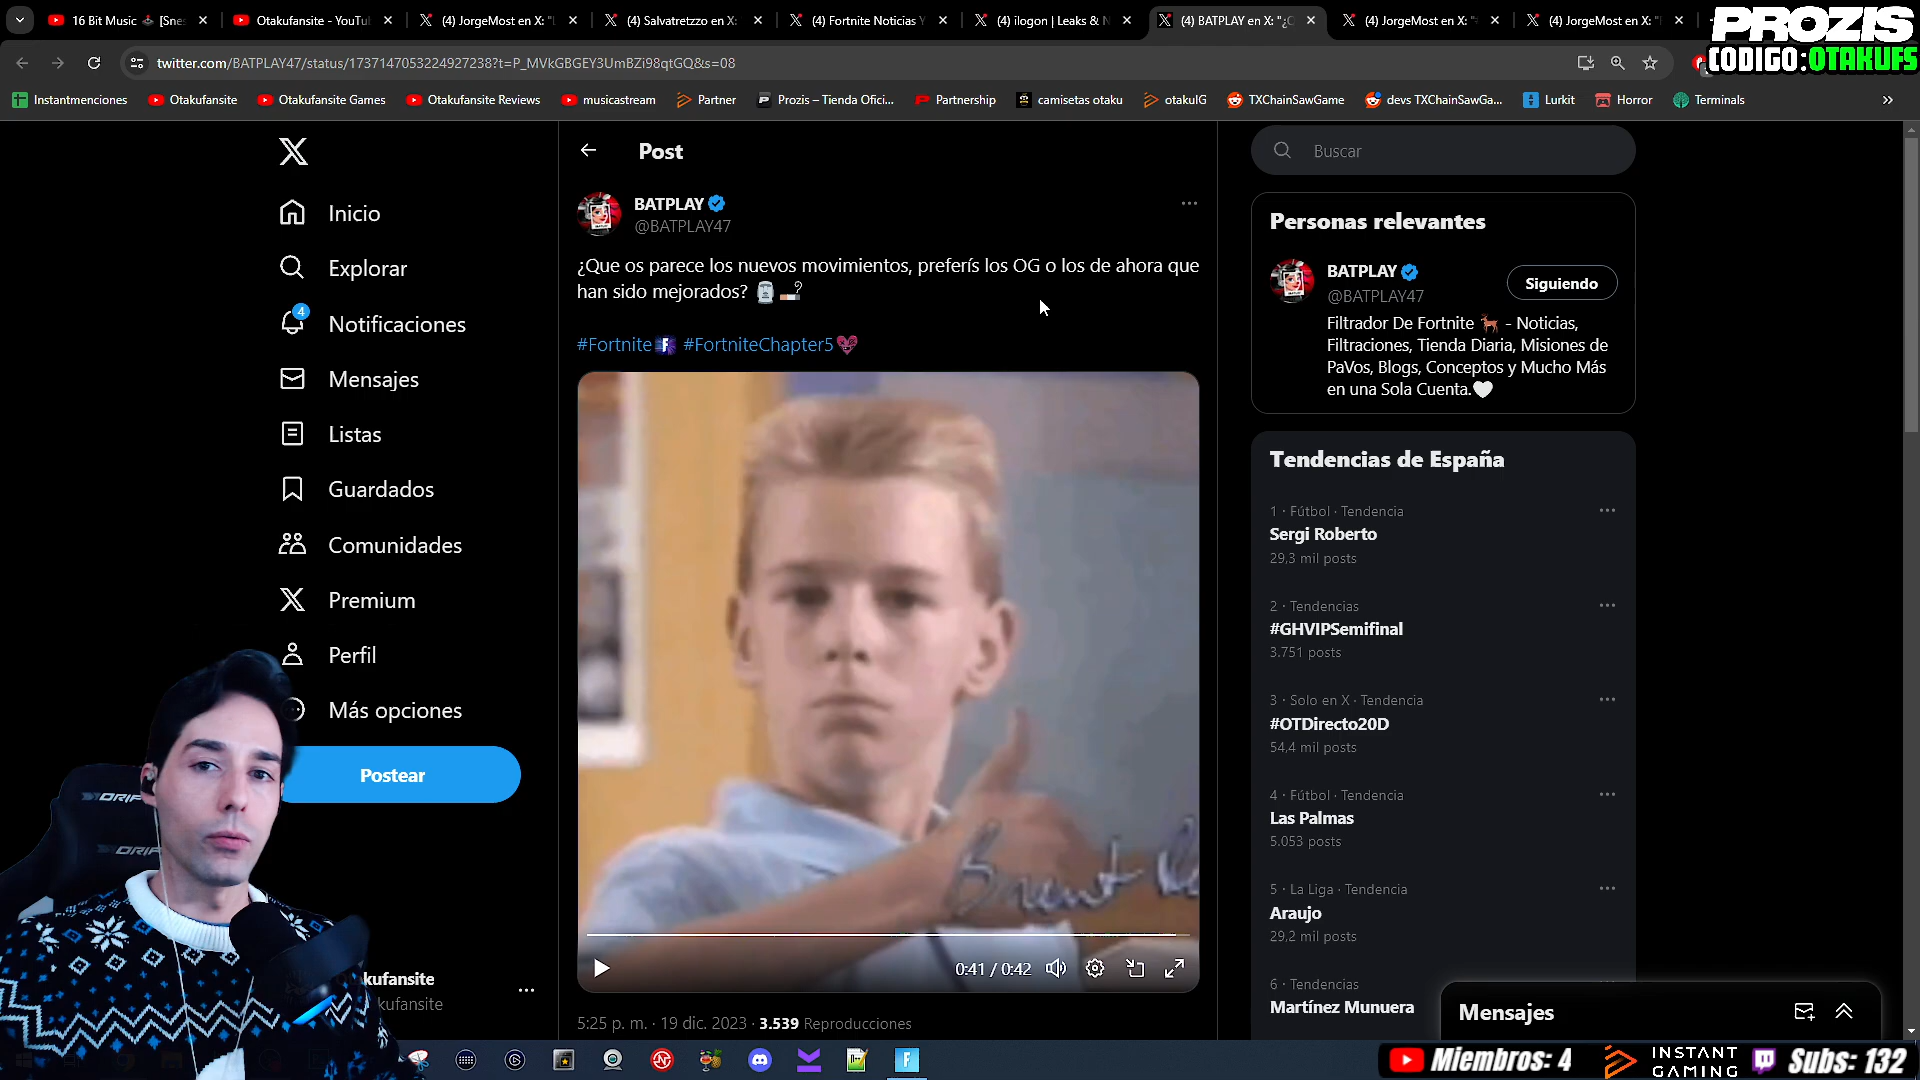 16 Bit Music
[Snes
Otakufansite - YouTu
(4) JorgeMost en X: "L
(4) Salvatretzzo en X:
(4) Fortnite Noticias Y
(4) ilogon | Leaks & N
(4) BATPLAY en X: "¿Q
(4) JorgeMost en X: "
(4) JorgeMost en X: "
PROZIS
CODIGO:OTAKUFS
twitter.com/BATPLAY47/status/1737147053224927238?t=P_MVkGBGEY3UmBZi98qtGQ&s=08
Instantmenciones
Otakufansite
Otakufansite Games
Otakufansite Reviews
musicastream
Partner
Prozis – Tienda Ofici...
Partnership
camisetas otaku
otakuIG
TXChainSawGame
devs TXChainSawGa...
Lurkit
Horror
Terminals
Inicio
Explorar
4
Notificaciones
Mensajes
Listas
Guardados
Comunidades
Premium
Perfil
Más opciones
Postear
kufansite
kufansite
Post
BATPLAY
@BATPLAY47
¿Que os parece los nuevos movimientos, preferís los OG o los de ahora que
han sido mejorados?
#Fortnite #FortniteChapter5
0:41 / 0:42
5:25 p. m. · 19 dic. 2023 · 3.539 Reproducciones
Buscar
Personas relevantes
BATPLAY
@BATPLAY47
Siguiendo
Filtrador De Fortnite - Noticias,
Filtraciones, Tienda Diaria, Misiones de
PaVos, Blogs, Conceptos y Mucho Más
en una Sola Cuenta.
Tendencias de España
1 · Fútbol · Tendencia
Sergi Roberto
29,3 mil posts
2 · Tendencias
#GHVIPSemifinal
3.751 posts
3 · Solo en X · Tendencia
#OTDirecto20D
54,4 mil posts
4 · Fútbol · Tendencia
Las Palmas
5.053 posts
5 · La Liga · Tendencia
Araujo
29,2 mil posts
6 · Tendencias
Martínez Munuera
Mensajes
Miembros: 4
INSTANT
GAMING
Subs: 132